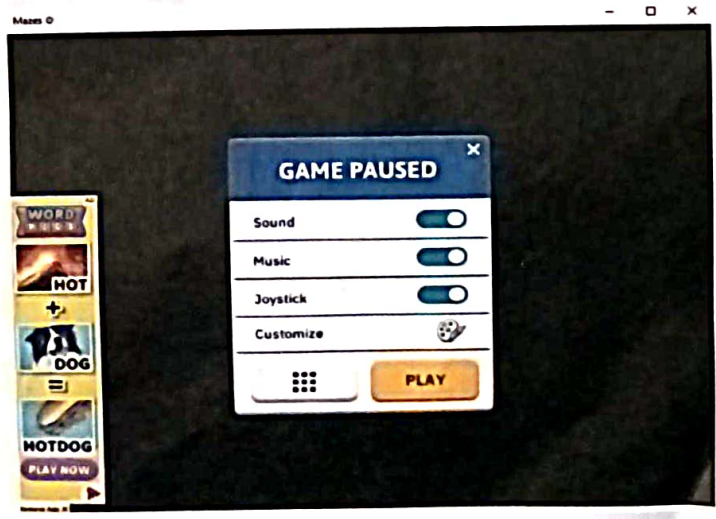 Mazes
GAME PAUSED
Sound
Music
Joystick
Customize
PLAY
WORD
HOT
+
DOG
=
HOTDOG
PLAY NOW